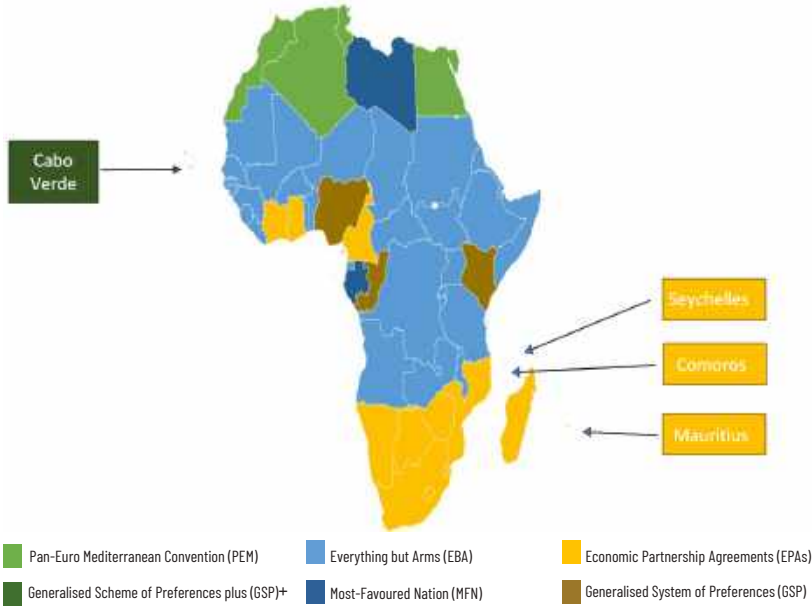 Cabo
Verde
Seychelles
Comoros
Mauritius
Pan-Euro Mediterranean Convention (PEM)
Everything but Arms (EBA)
Economic Partnership Agreements (EPAs)
Generalised Scheme of Preferences plus (GSP)+
Most-Favoured Nation (MFN)
Generalised System of Preferences (GSP)